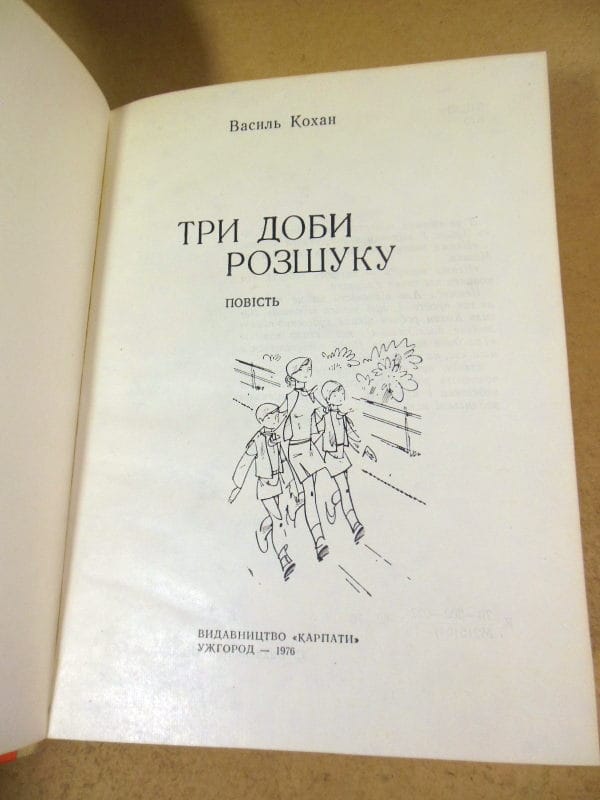 Василь Кохан
ТРИ ДОБИ
РОЗШУКУ
ПОВІСТЬ
ВИДАВНИЦТВО «КАРПАТИ»
УЖГОРОД — 1976